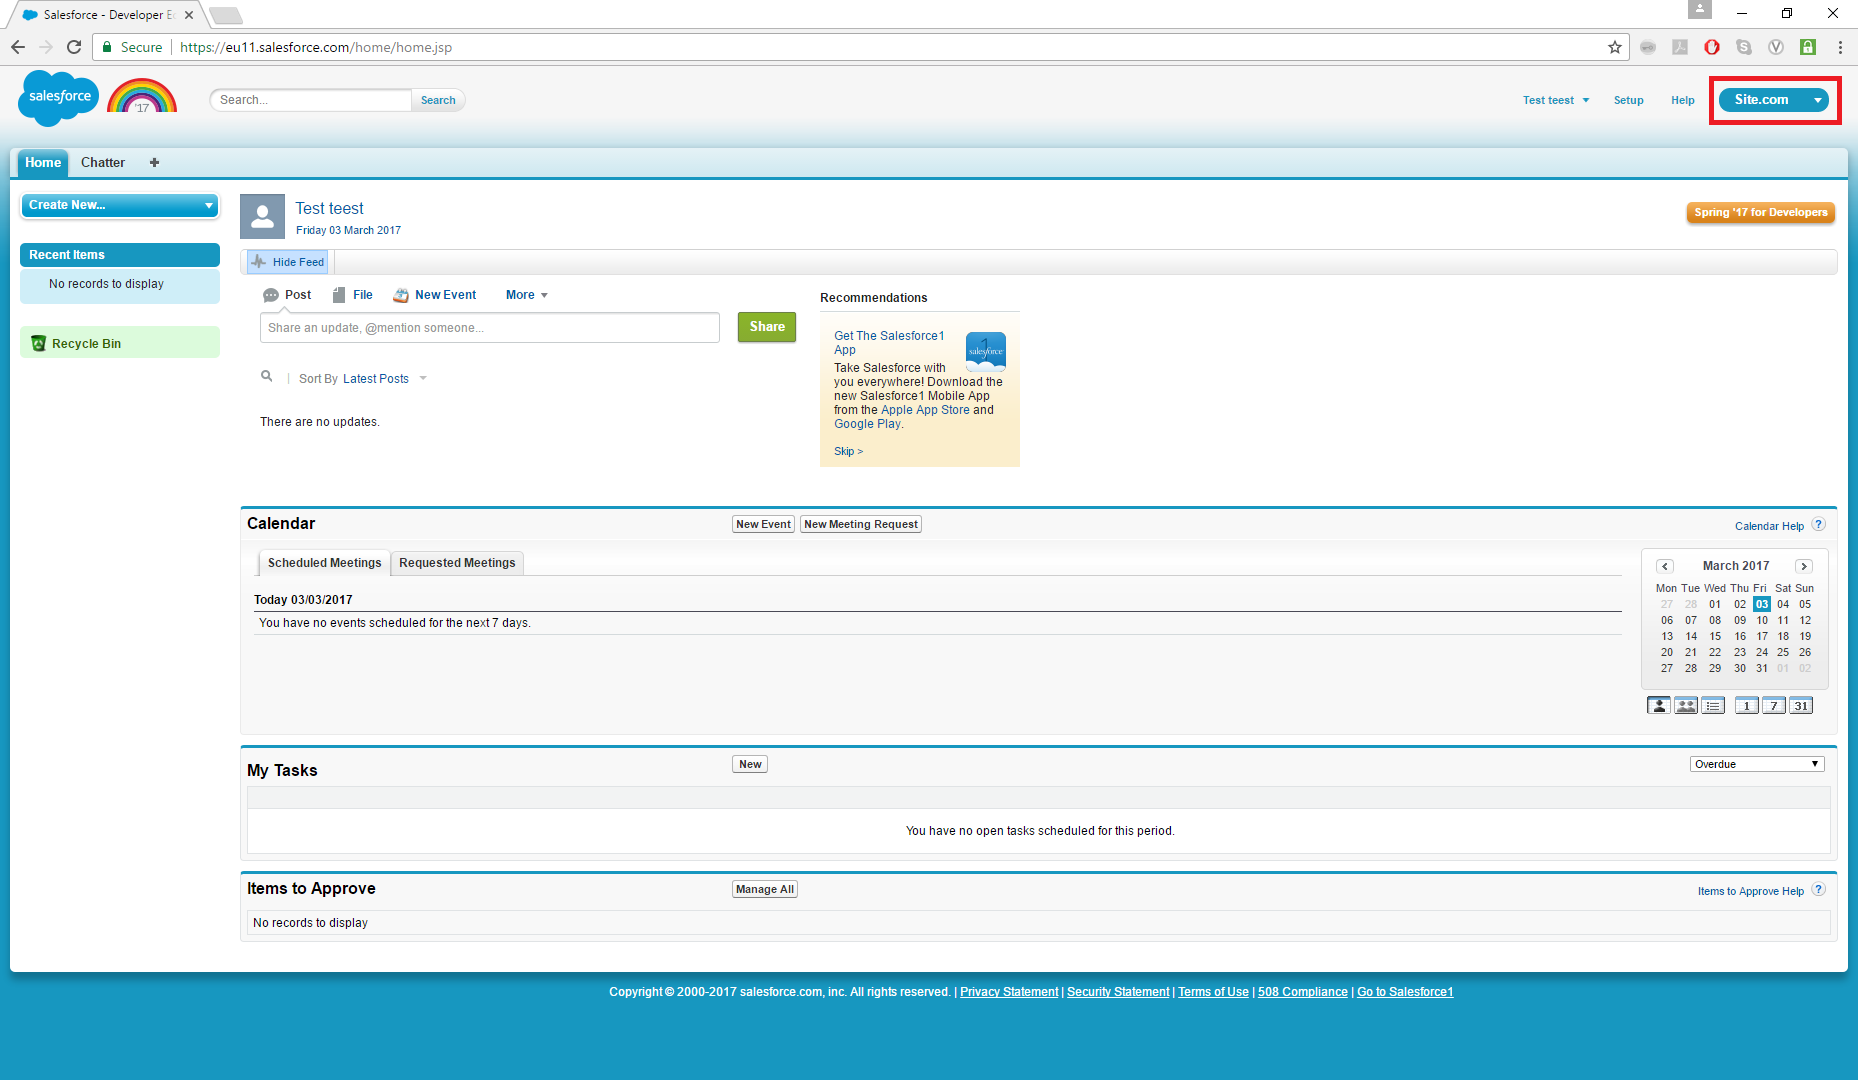 Salesforce - Developer Ec
Secure
https://eu11.salesforce.com/home/home.jsp
salesforce
'17
Search...
Search
Test teest
Setup
Help
Site.com
Home
Chatter
Create New...
Recent Items
No records to display
Recycle Bin
Test teest
Friday 03 March 2017
Spring '17 for Developers
Hide Feed
Post
File
New Event
More
Share an update, @mention someone...
Share
Sort By Latest Posts
There are no updates.
Recommendations
Get The Salesforce1
App
1
salesforce
Take Salesforce with
you everywhere! Download the
new Salesforce1 Mobile App
from the Apple App Store and
Google Play.
Skip >
Calendar
New Event
New Meeting Request
Calendar Help ?
Scheduled Meetings
Requested Meetings
Today 03/03/2017
You have no events scheduled for the next 7 days.
March 2017
Mon Tue Wed Thu Fri Sat Sun
27 28 01 02 03 04 05
06 07 08 09 10 11 12
13 14 15 16 17 18 19
20 21 22 23 24 25 26
27 28 29 30 31 01 02
1 7 31
My Tasks
New
Overdue
You have no open tasks scheduled for this period.
Items to Approve
Manage All
Items to Approve Help ?
No records to display
Copyright © 2000-2017 salesforce.com, inc. All rights reserved. | Privacy Statement | Security Statement | Terms of Use | 508 Compliance | Go to Salesforce1